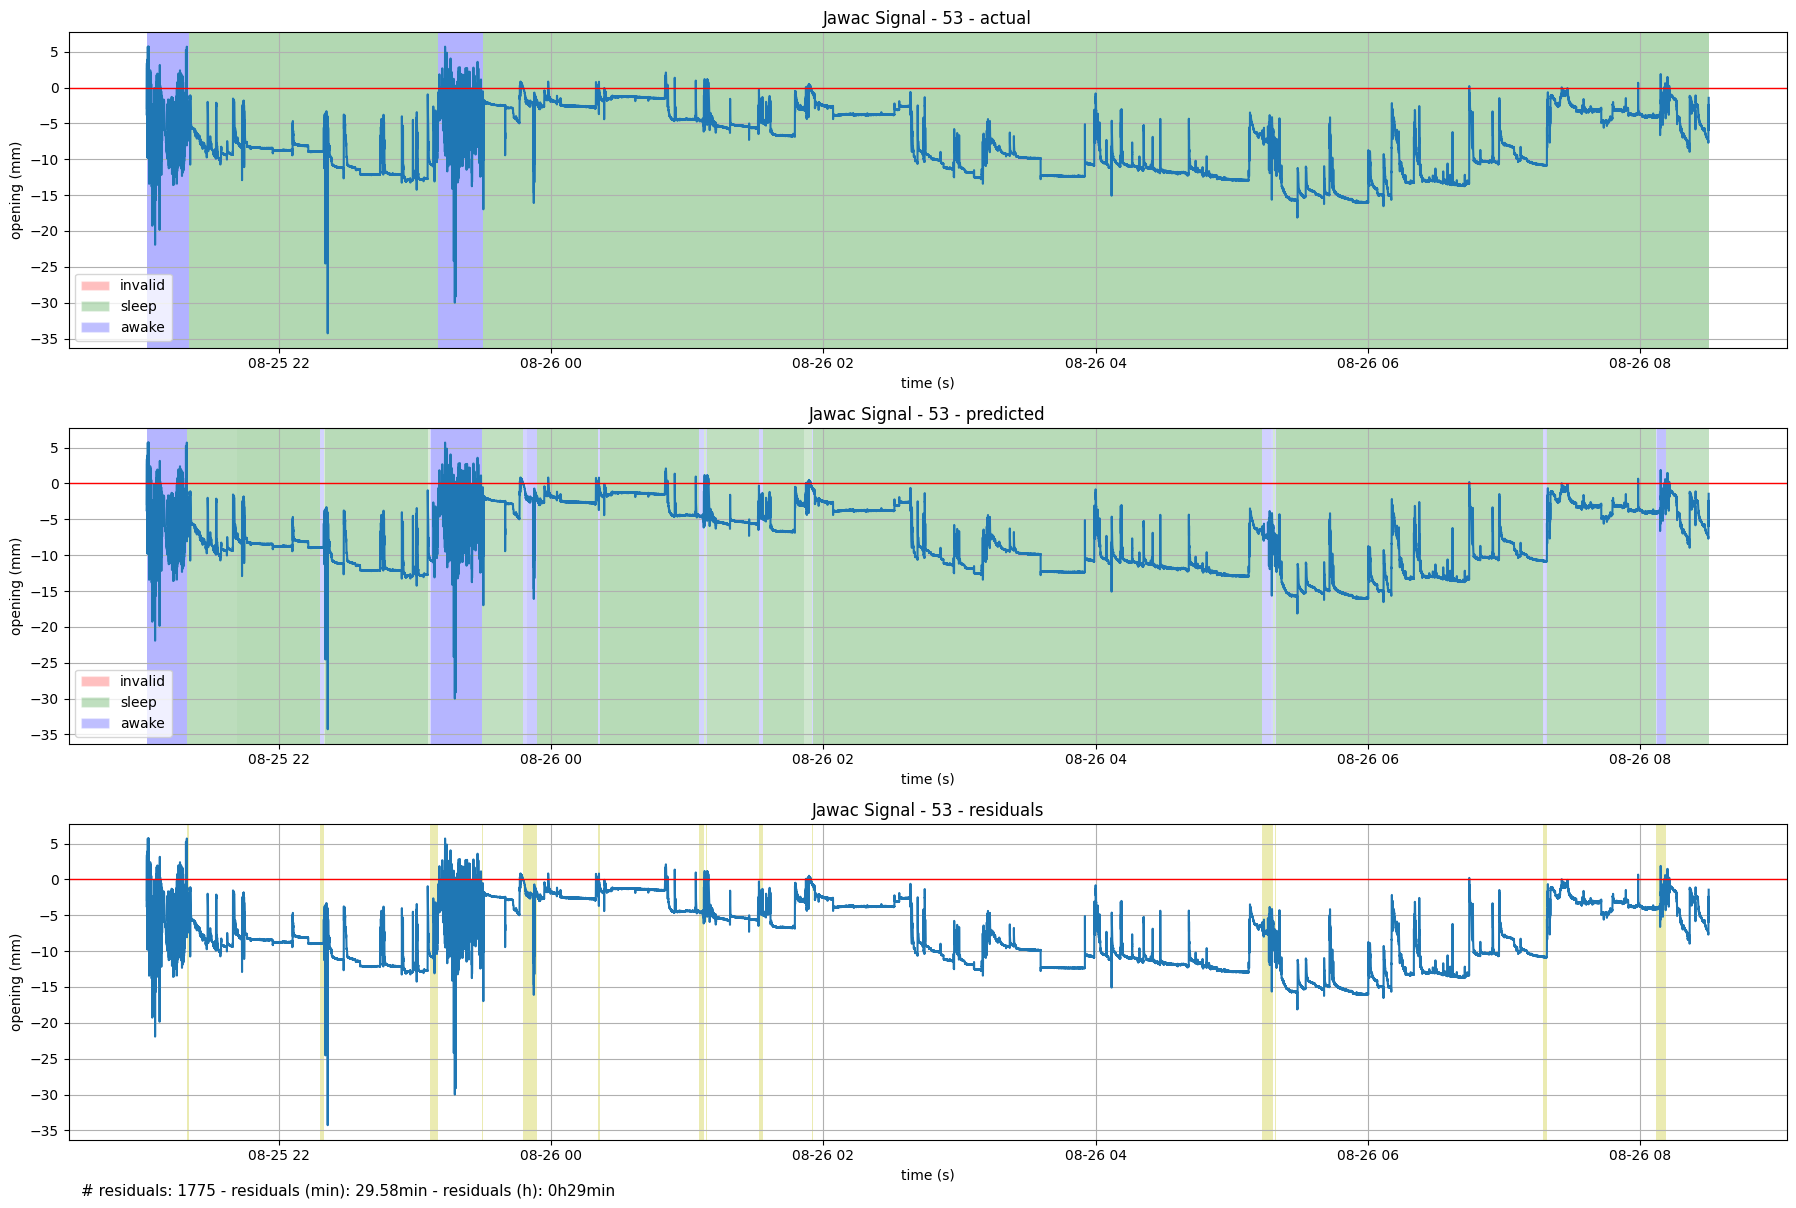 Jawac Signal - 53 - actual
5
0
−5
−10
−15
−20
−25
−30
−35
opening (mm)
invalid
sleep
awake
08-25 22
08-26 00
08-26 02
08-26 04
08-26 06
08-26 08
time (s)
Jawac Signal - 53 - predicted
5
0
−5
−10
−15
−20
−25
−30
−35
opening (mm)
invalid
sleep
awake
08-25 22
08-26 00
08-26 02
08-26 04
08-26 06
08-26 08
time (s)
Jawac Signal - 53 - residuals
5
0
−5
−10
−15
−20
−25
−30
−35
opening (mm)
08-25 22
08-26 00
08-26 02
08-26 04
08-26 06
08-26 08
time (s)
# residuals: 1775 - residuals (min): 29.58min - residuals (h): 0h29min